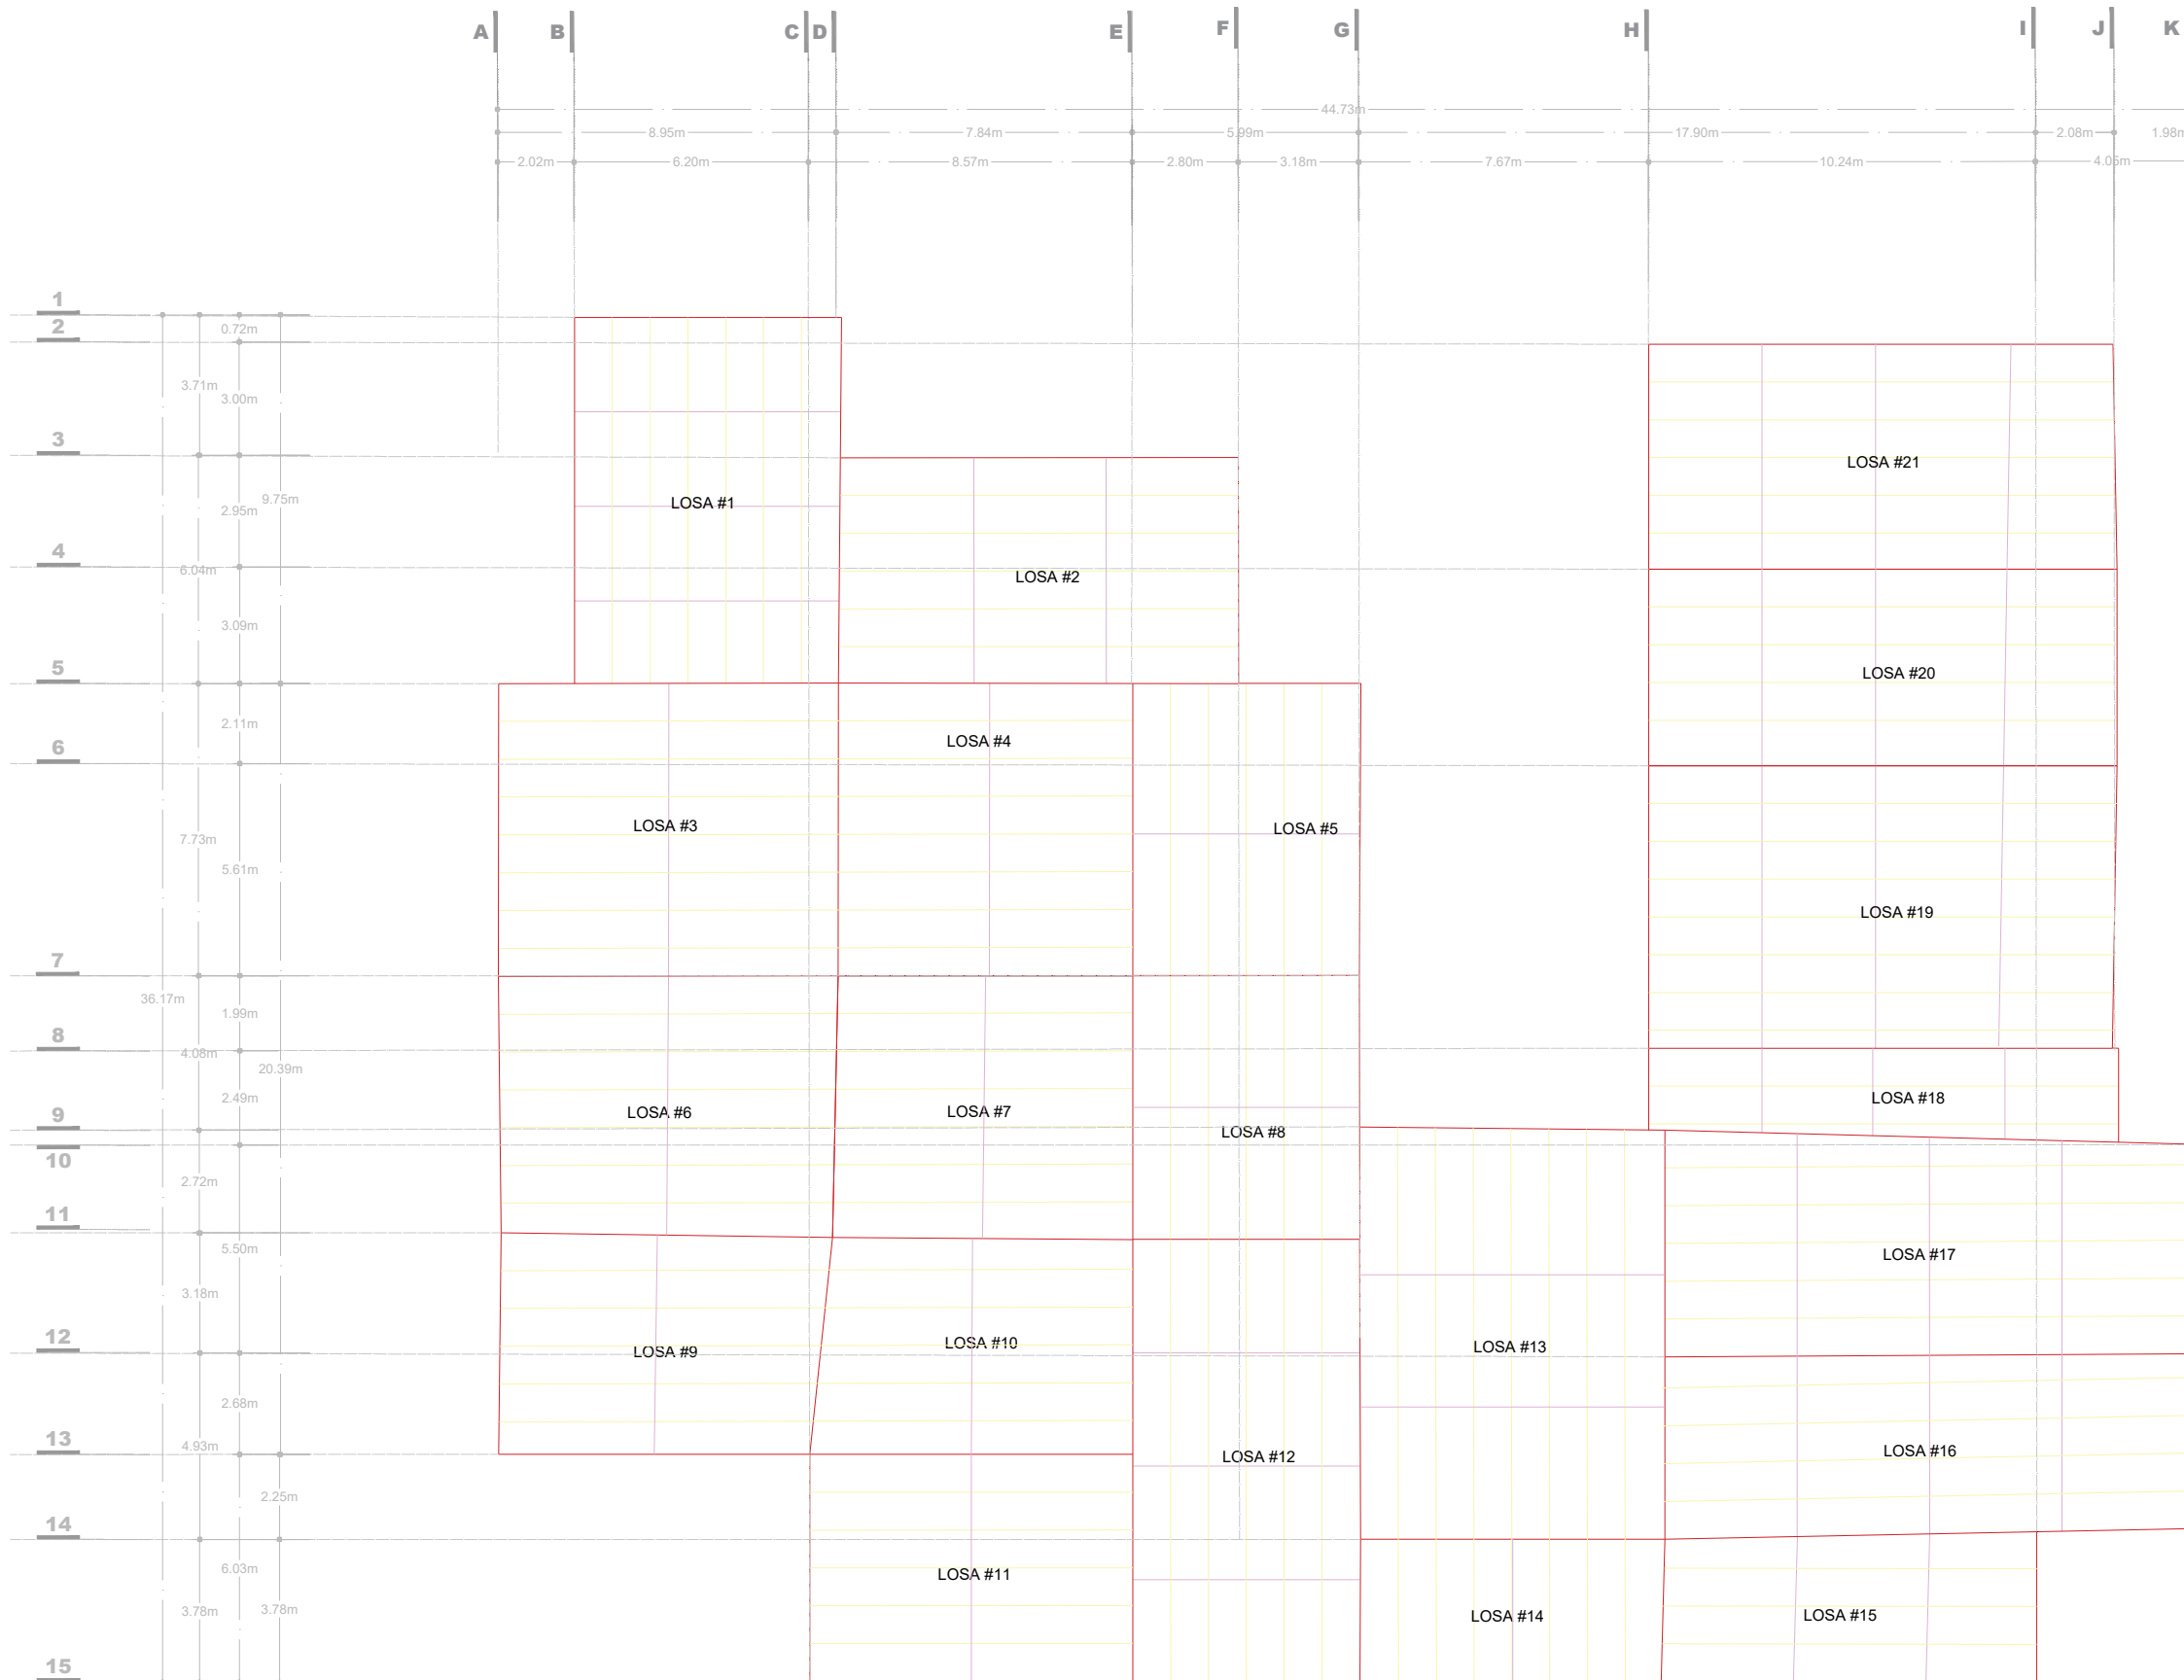 A B C D E F G H I J K
44.73m
8.95m 7.84m 5.99m 17.90m 2.08m 1.98m
2.02m 6.20m 8.57m 2.80m 3.18m 7.67m 10.24m 4.05m
1
2
0.72m
3.71m
3.00m
3
LOSA #21
9.75m
LOSA #1
2.95m
4
6.04m
LOSA #2
3.09m
5
LOSA #20
2.11m
LOSA #4
6
LOSA #3
LOSA #5
7.73m
5.61m
LOSA #19
7
36.17m
1.99m
8
4.08m
20.39m
2.49m
LOSA #18
9
LOSA #6
LOSA #7
LOSA #8
10
2.72m
11
5.50m
LOSA #17
3.18m
12
LOSA #9
LOSA #10
LOSA #13
2.68m
13
4.93m
LOSA #12
LOSA #16
2.25m
14
6.03m
LOSA #11
3.78m
3.78m
LOSA #14
LOSA #15
15